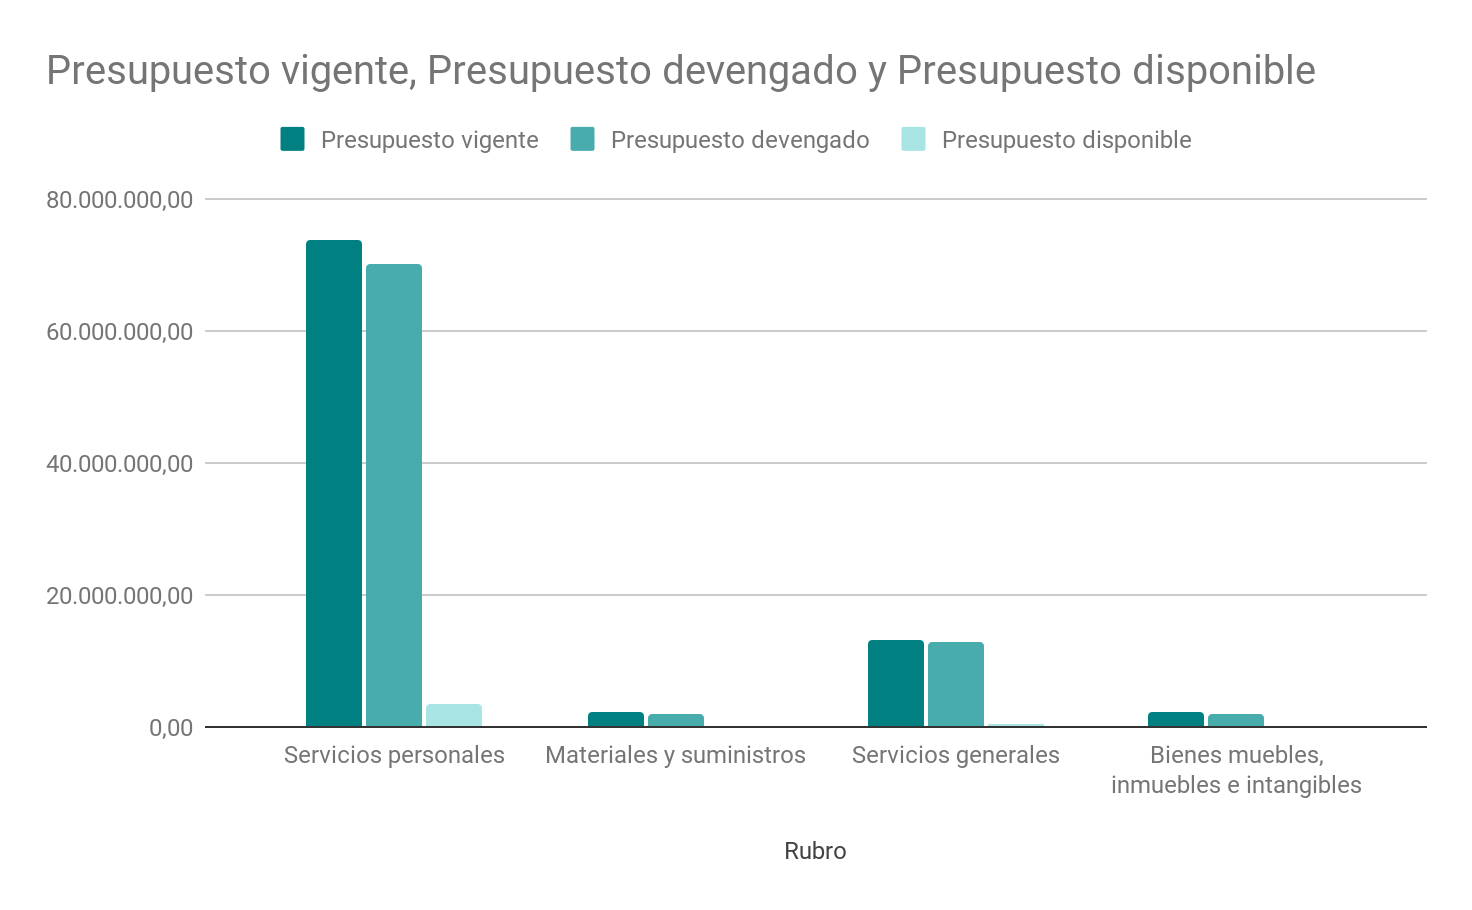 Presupuesto vigente, Presupuesto devengado y Presupuesto disponible
Presupuesto vigente
Presupuesto devengado
Presupuesto disponible
80.000.000,00
60.000.000,00
40.000.000,00
20.000.000,00
0,00
Servicios personales
Materiales y suministros
Servicios generales
Bienes muebles,
inmuebles e intangibles
Rubro